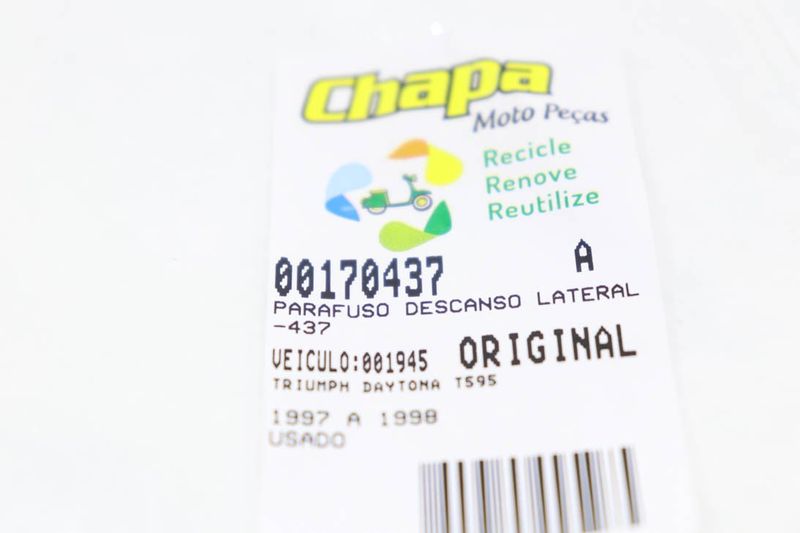 Chapa
Moto Peças
Recicle
Renove
Reutilize
00170437 A
PARAFUSO DESCANSO LATERAL
-437
VEICULO:001945 ORIGINAL
TRIUMPH DAYTONA T595
1997 A 1998
USADO